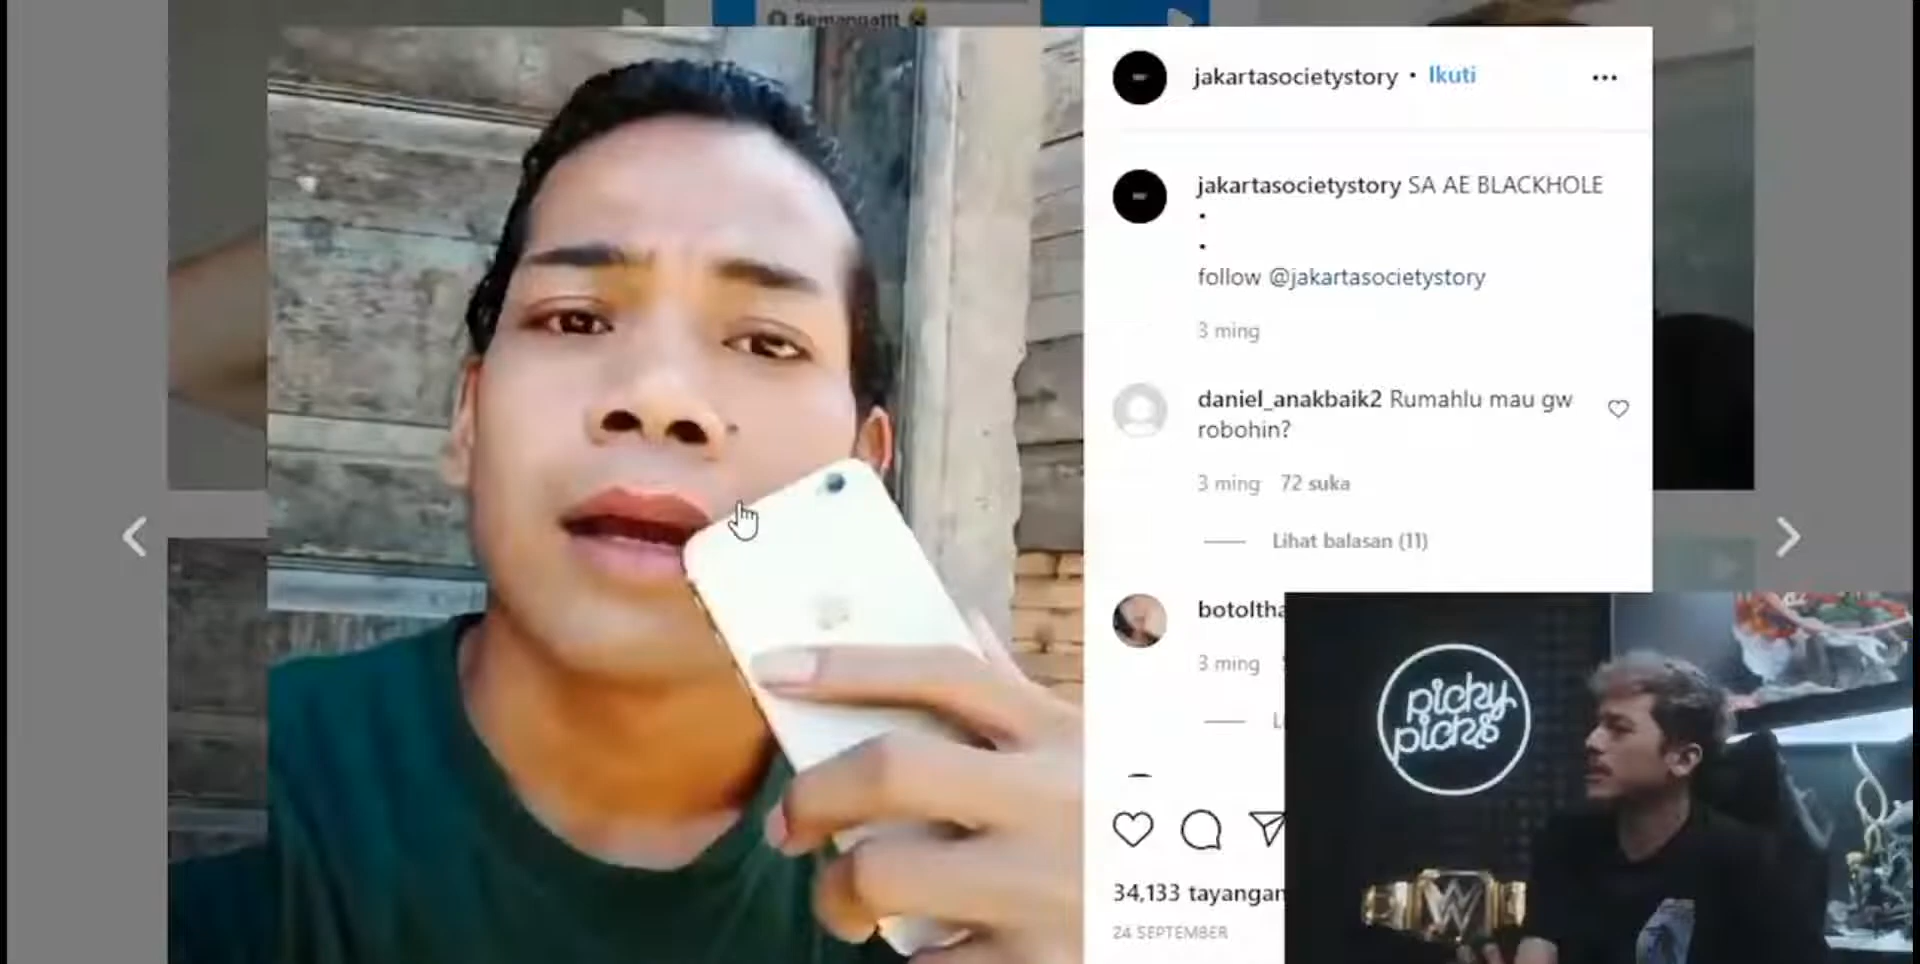 Semangattt
jakartasocietystory • Ikuti
jakartasocietystory SA AE BLACKHOLE
•
•
follow @jakartasocietystory
3 ming
daniel_anakbaik2 Rumahlu mau gw
robohin?
3 ming 72 suka
Lihat balasan (11)
3 ming
34,133 tayangan
24 SEPTEMBER
picky
picks
W